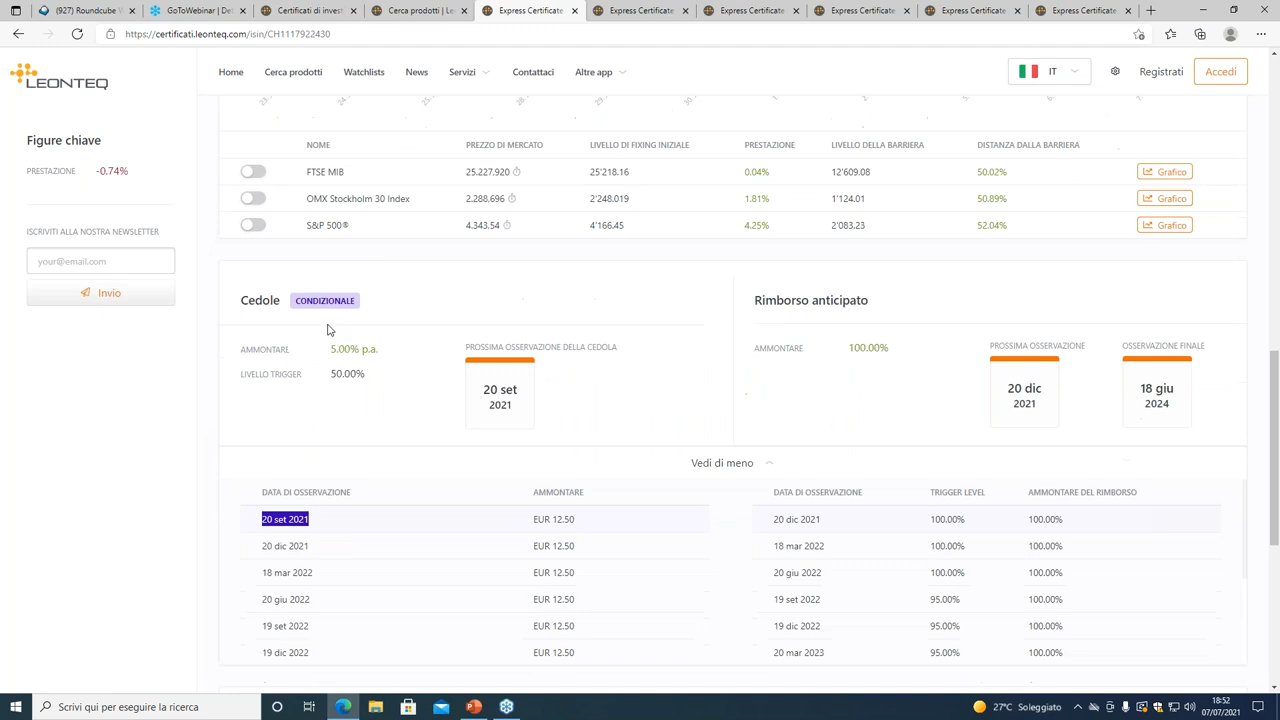 (927) Roundcube W
GoToWebinar | Det
Express Certificate
Cerca prodotti | Le
Express Certificate
Express Certificate
Express Certificate
Express Certificate
Express Certificate
Express Certificate
https://certificati.leonteq.com/isin/CH1117922430
LEONTEQ
Home Cerca prodotti Watchlists News Servizi Contattaci Altre app IT Registrati Accedi
Figure chiave
PRESTAZIONE -0.74%
ISCRIVITI ALLA NOSTRA NEWSLETTER
your@email.com
Invio
NOME PREZZO DI MERCATO LIVELLO DI FIXING INIZIALE PRESTAZIONE LIVELLO DELLA BARRIERA DISTANZA DALLA BARRIERA
FTSE MIB 25.227.920 25'218.16 0.04% 12'609.08 50.02% Grafico
OMX Stockholm 30 Index 2.288.696 2'248.019 1.81% 1'124.01 50.89% Grafico
S&P 500® 4.343.54 4'166.45 4.25% 2'083.23 52.04% Grafico
Cedole CONDIZIONALE
AMMONTARE 5.00% p.a.
LIVELLO TRIGGER 50.00%
PROSSIMA OSSERVAZIONE DELLA CEDOLA
20 set
2021
Rimborso anticipato
AMMONTARE 100.00%
PROSSIMA OSSERVAZIONE
20 dic
2021
OSSERVAZIONE FINALE
18 giu
2024
Vedi di meno
DATA DI OSSERVAZIONE AMMONTARE
20 set 2021 EUR 12.50
20 dic 2021 EUR 12.50
18 mar 2022 EUR 12.50
20 giu 2022 EUR 12.50
19 set 2022 EUR 12.50
19 dic 2022 EUR 12.50
DATA DI OSSERVAZIONE TRIGGER LEVEL AMMONTARE DEL RIMBORSO
20 dic 2021 100.00% 100.00%
18 mar 2022 100.00% 100.00%
20 giu 2022 100.00% 100.00%
19 set 2022 95.00% 100.00%
19 dic 2022 95.00% 100.00%
20 mar 2023 95.00% 100.00%
Scrivi qui per eseguire la ricerca
27°C Soleggiato
18:52
07/07/2021